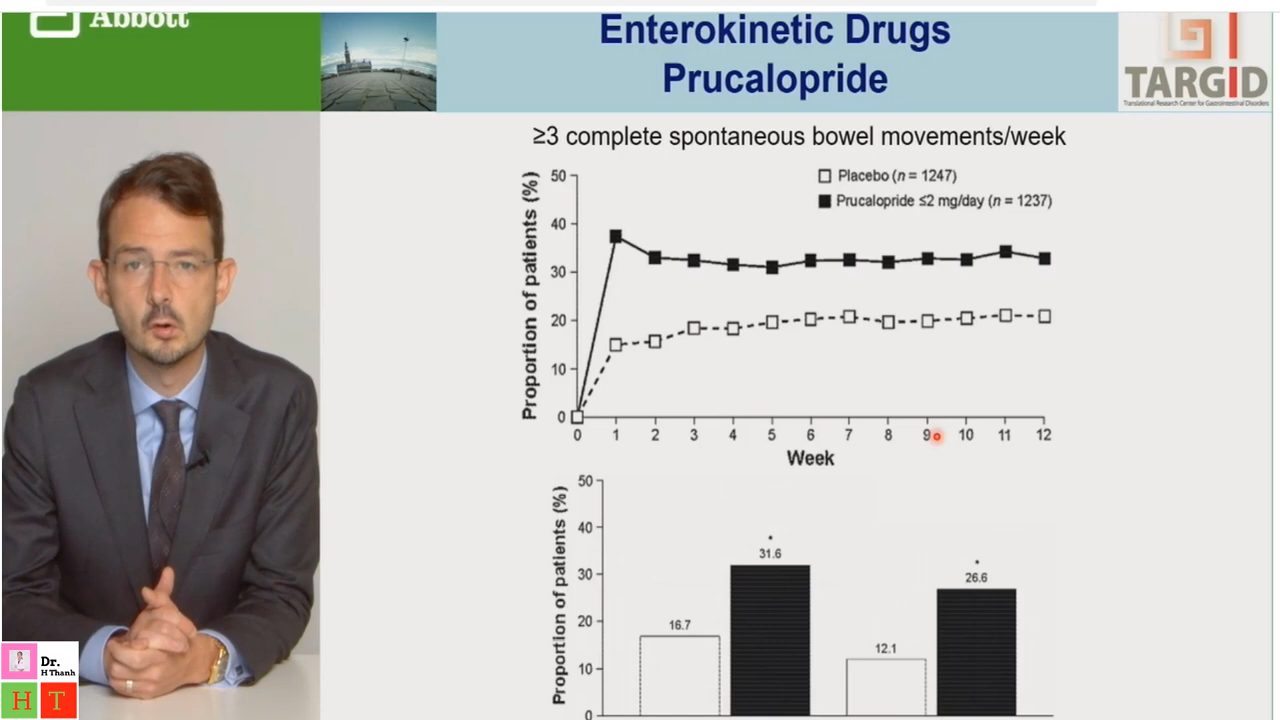 Abbott
Enterokinetic Drugs
Prucalopride
TARGID
Translational Research Center for Gastrointestinal Disorders
≥3 complete spontaneous bowel movements/week
Placebo (n = 1247)
Prucalopride ≤2 mg/day (n = 1237)
Proportion of patients (%)
50
40
30
20
10
0
0 1 2 3 4 5 6 7 8 9 10 11 12
Week
Proportion of patients (%)
50
40
30
20
10
0
16.7
*
31.6
12.1
*
26.6
Dr.
H Thanh
H T